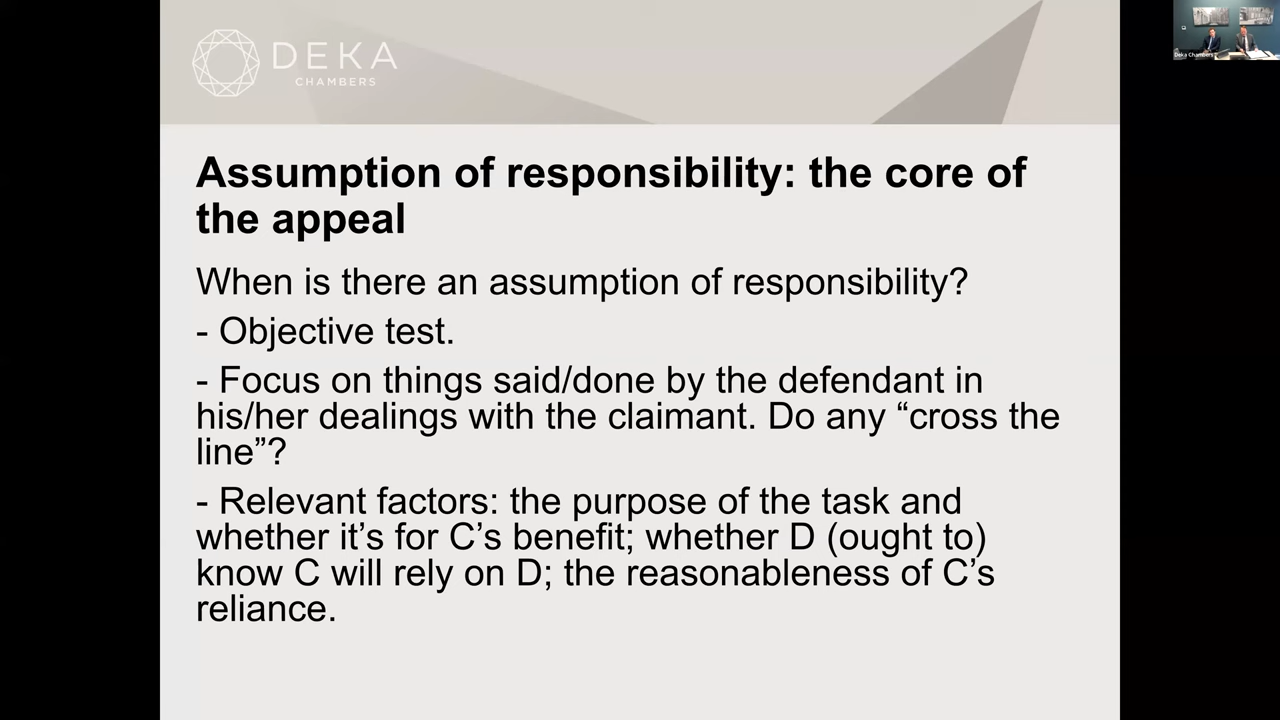 DEKA
CHAMBERS
Deka Chambers
Assumption of responsibility: the core of
the appeal
When is there an assumption of responsibility?
- Objective test.
- Focus on things said/done by the defendant in
his/her dealings with the claimant. Do any “cross the
line”?
- Relevant factors: the purpose of the task and
whether it’s for C’s benefit; whether D (ought to)
know C will rely on D; the reasonableness of C’s
reliance.